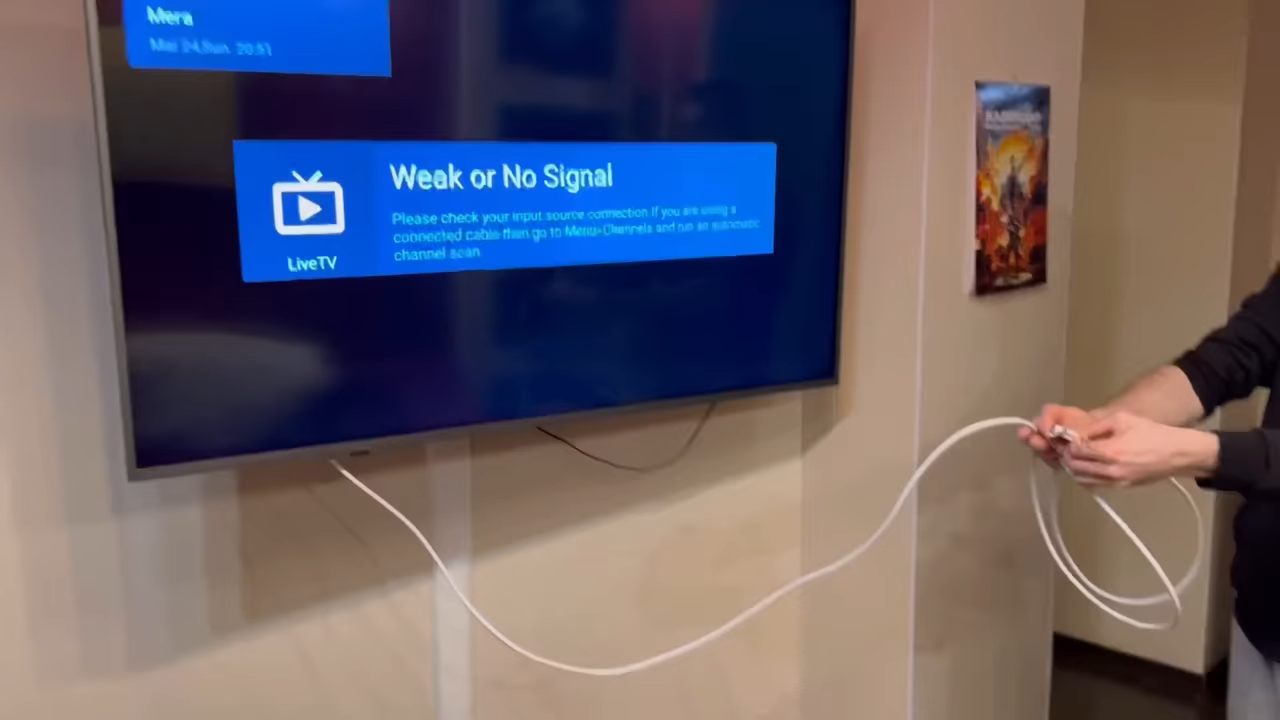 Mera
Weak or No Signal
Please check your input source connection.If you are using a
connected cable then go to Menu-Channels and run an automatic
channel scan.
LiveTV